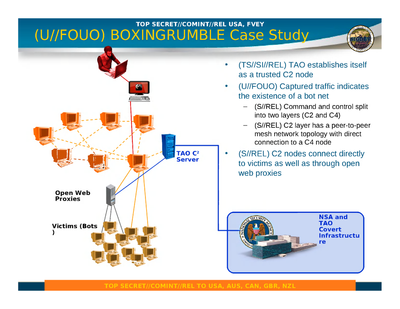 TOP SECRET//COMINT//REL USA, FVEY
(U//FOUO) BOXINGRUMBLE Case Study
• (TS//SI//REL) TAO establishes itself
as a trusted C2 node
• (U//FOUO) Captured traffic indicates
the existence of a bot net
– (S//REL) Command and control split
into two layers (C2 and C4)
– (S//REL) C2 layer has a peer-to-peer
mesh network topology with direct
connection to a C4 node
• (S//REL) C2 nodes connect directly
to victims as well as through open
web proxies
TAO C²
Server
Open Web
Proxies
Victims (Bots
)
NSA and
TAO
Covert
Infrastructu
re
TOP SECRET//COMINT//REL TO USA, AUS, CAN, GBR, NZL